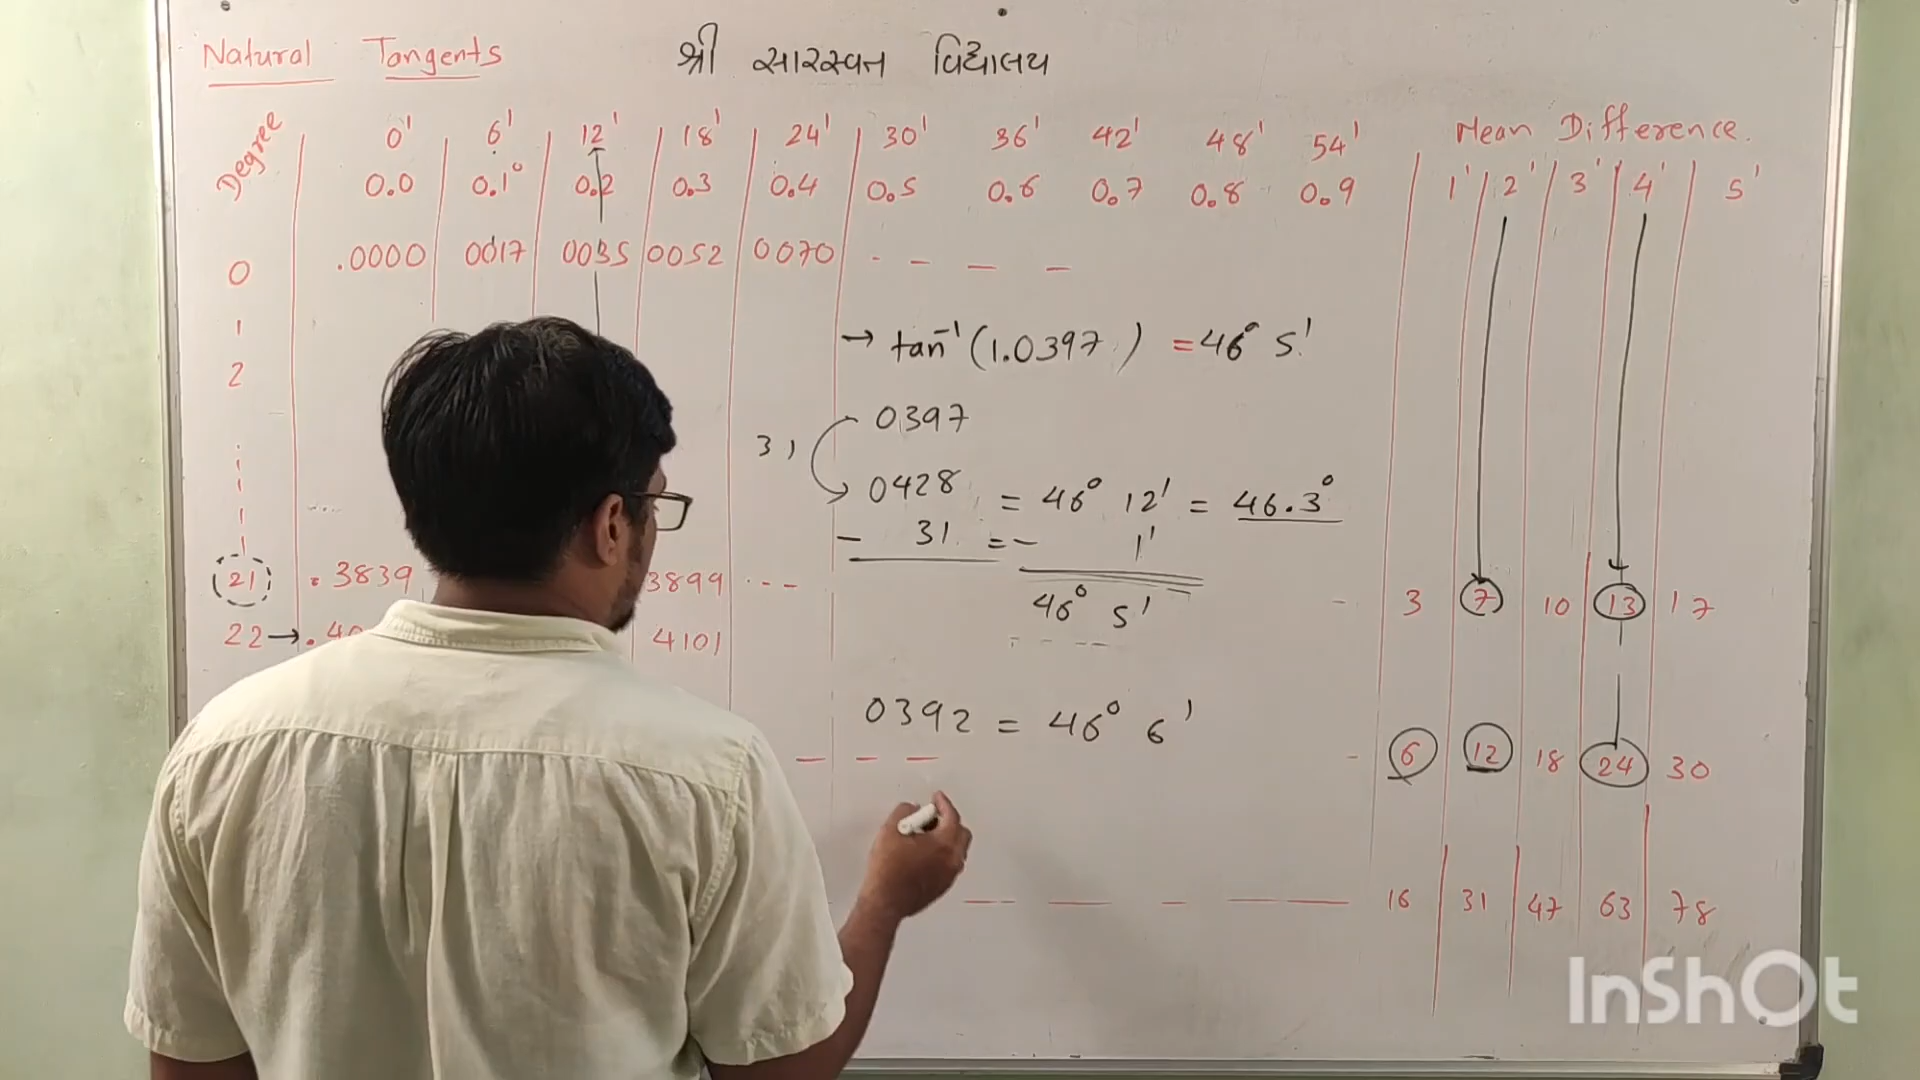 Natural Tangents श्री सारस्वत विद्यालय
Degree 0' 6' 12' 18' 24' 30' 36' 42' 48' 54' Mean Difference.
0.0 0.1° 0.2 0.3 0.4 0.5 0.6 0.7 0.8 0.9 1' 2' 3' 4' 5'
0 .0000 0017 0035 0052 0070 . - - -
1
→ tan⁻¹(1.0397) = 46° 5'
2
0397
31
0428 = 46° 12' = 46.3°
- 31 = - 1'
21 .3839 3899 --- - 3 7 10 13 17
46° 5'
22 → 4101
0392 = 46° 6'
- - - - 6 12 18 24 30
- - - - 16 31 47 63 78
InShOt